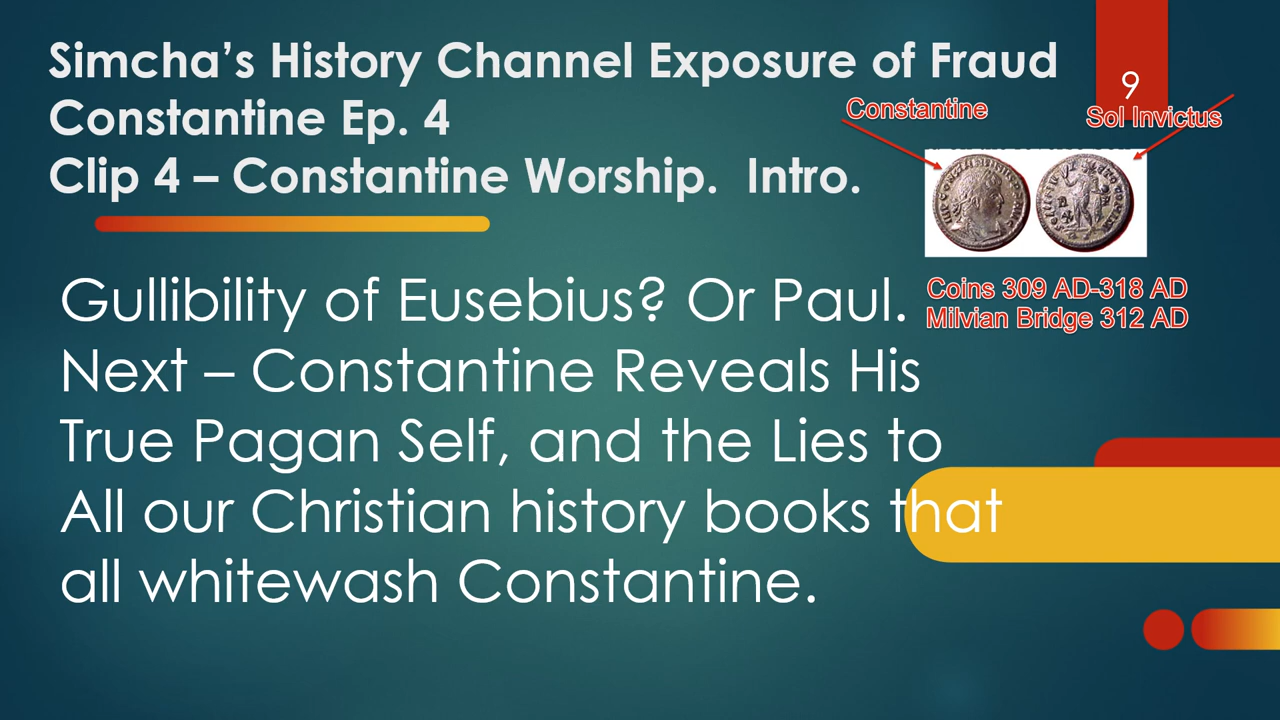 Simcha’s History Channel Exposure of Fraud
Constantine Ep. 4
Clip 4 – Constantine Worship.  Intro.
9
Constantine
Sol Invictus
Coins 309 AD-318 AD
Milvian Bridge 312 AD
Gullibility of Eusebius? Or Paul.
Next – Constantine Reveals His
True Pagan Self, and the Lies to
All our Christian history books that
all whitewash Constantine.